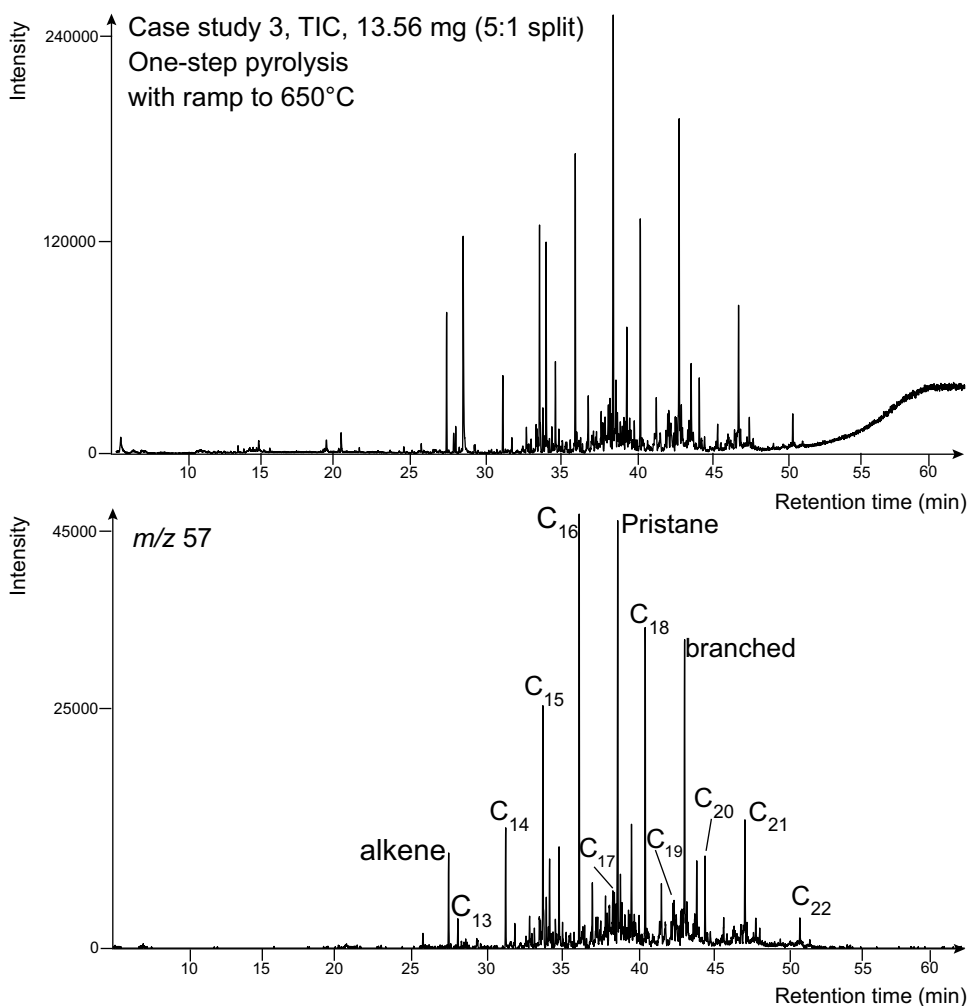 Intensity
240000
120000
0
Case study 3, TIC, 13.56 mg (5:1 split)
One-step pyrolysis
with ramp to 650°C
10 15 20 25 30 35 40 45 50 55 60
Retention time (min)
Intensity
45000
25000
0
m/z 57
alkene
C₁₃
C₁₄
C₁₅
C₁₆
C₁₇
Pristane
C₁₈
C₁₉
branched
C₂₀
C₂₁
C₂₂
10 15 20 25 30 35 40 45 50 55 60
Retention time (min)